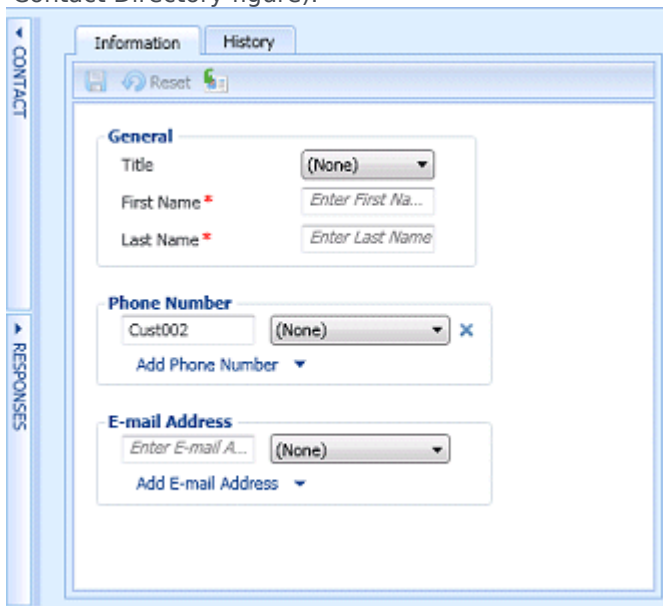 Contact Directory figure).
CONTACT
RESPONSES
Information History
Reset
General
Title (None)
First Name * Enter First Na...
Last Name * Enter Last Name
Phone Number
Cust002 (None)
Add Phone Number
E-mail Address
Enter E-mail A... (None)
Add E-mail Address